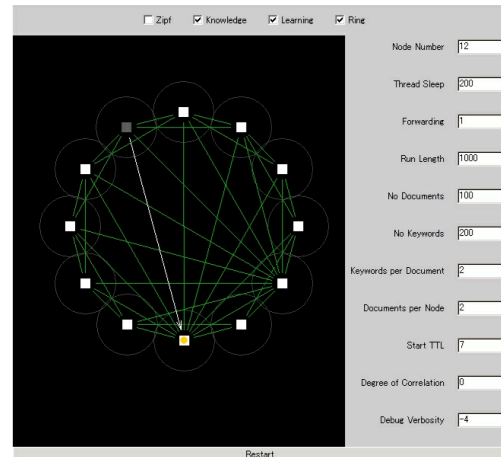 Zipf Knowledge Learning Ring
Node Number 12
Thread Sleep 200
Forwarding 1
Run Length 1000
No Documents 100
No Keywords 200
Keywords per Document 2
Documents per Node 2
Start TTL 7
Degree of Correlation 0
Debug Verbosity -4
Restart